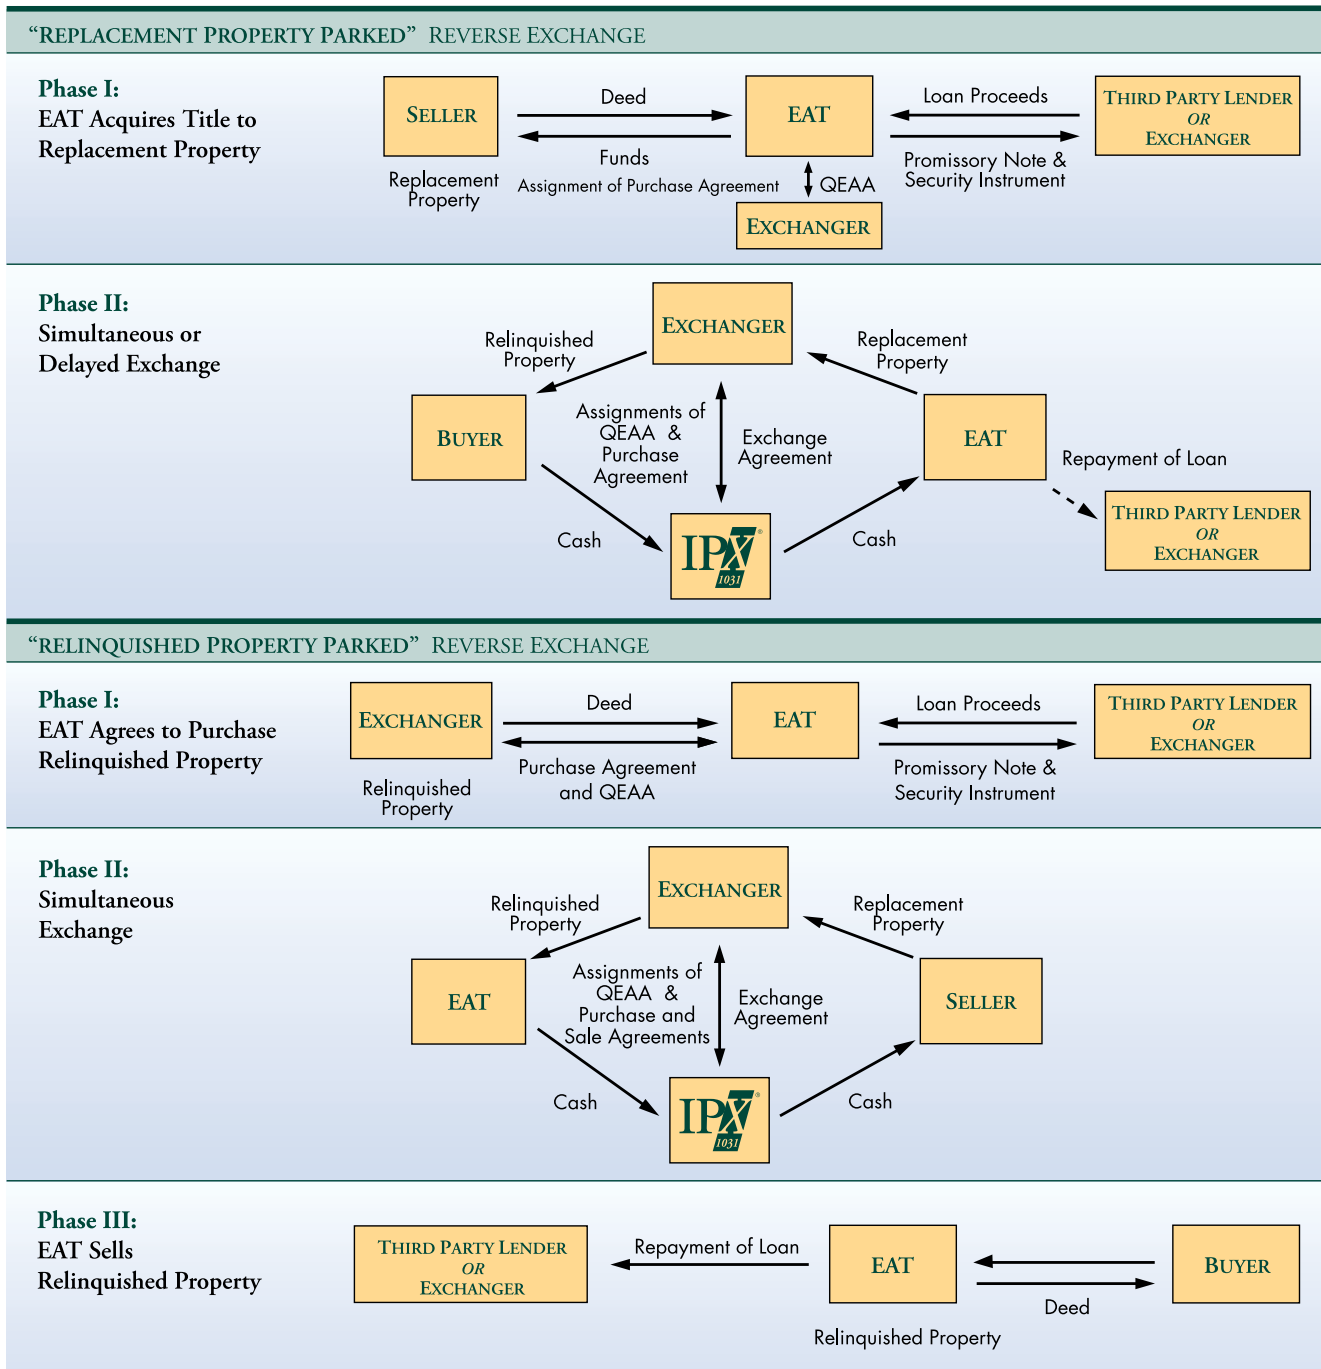 “REPLACEMENT PROPERTY PARKED” REVERSE EXCHANGE
Phase I:
EAT Acquires Title to
Replacement Property
SELLER
Replacement
Property
Deed
Funds
Assignment of Purchase Agreement
EAT
QEAA
EXCHANGER
Loan Proceeds
Promissory Note &
Security Instrument
THIRD PARTY LENDER
OR
EXCHANGER
Phase II:
Simultaneous or
Delayed Exchange
EXCHANGER
Relinquished
Property
Replacement
Property
BUYER
Assignments of
QEAA &
Purchase
Agreement
Exchange
Agreement
EAT
Repayment of Loan
Cash
IPX®
1031
Cash
THIRD PARTY LENDER
OR
EXCHANGER
“RELINQUISHED PROPERTY PARKED” REVERSE EXCHANGE
Phase I:
EAT Agrees to Purchase
Relinquished Property
EXCHANGER
Relinquished
Property
Deed
Purchase Agreement
and QEAA
EAT
Loan Proceeds
Promissory Note &
Security Instrument
THIRD PARTY LENDER
OR
EXCHANGER
Phase II:
Simultaneous
Exchange
EXCHANGER
Relinquished
Property
Replacement
Property
EAT
Assignments of
QEAA &
Purchase and
Sale Agreements
Exchange
Agreement
SELLER
Cash
IPX®
1031
Cash
Phase III:
EAT Sells
Relinquished Property
THIRD PARTY LENDER
OR
EXCHANGER
Repayment of Loan
EAT
Relinquished Property
Deed
BUYER